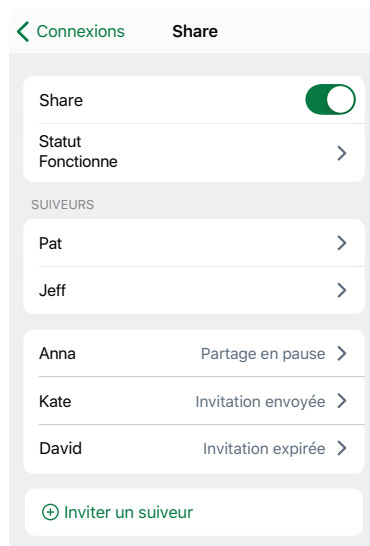 Connexions Share
Share
Statut
Fonctionne
SUIVEURS
Pat
Jeff
Anna Partage en pause
Kate Invitation envoyée
David Invitation expirée
Inviter un suiveur